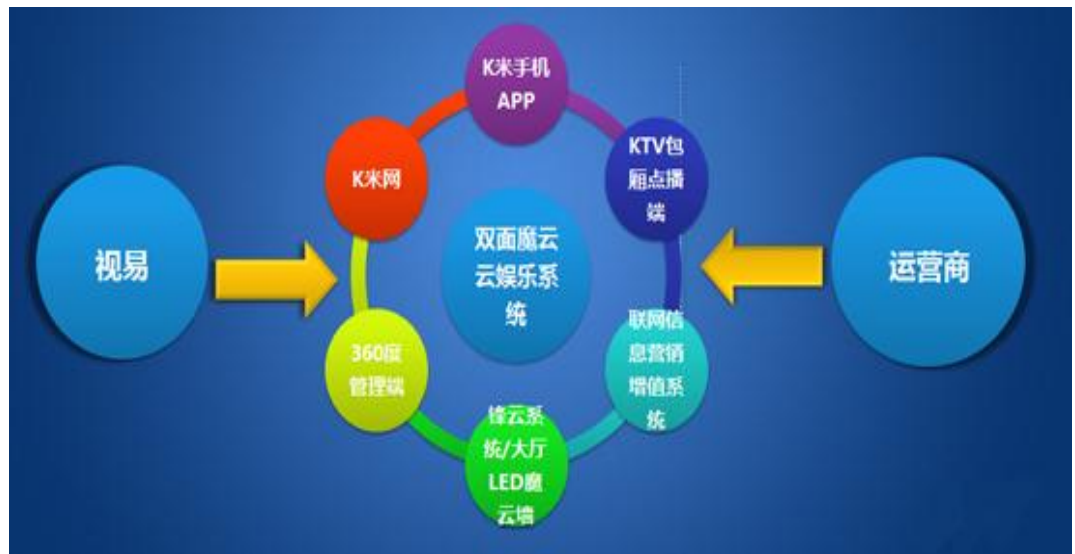 K米手机
APP
K米网
KTV包
厢点播
端
视易
双面魔云
云娱乐系
统
运营商
360度
管理端
联网信
息营销
增值系
统
锋云系
统/大厅
LED魔
云墙